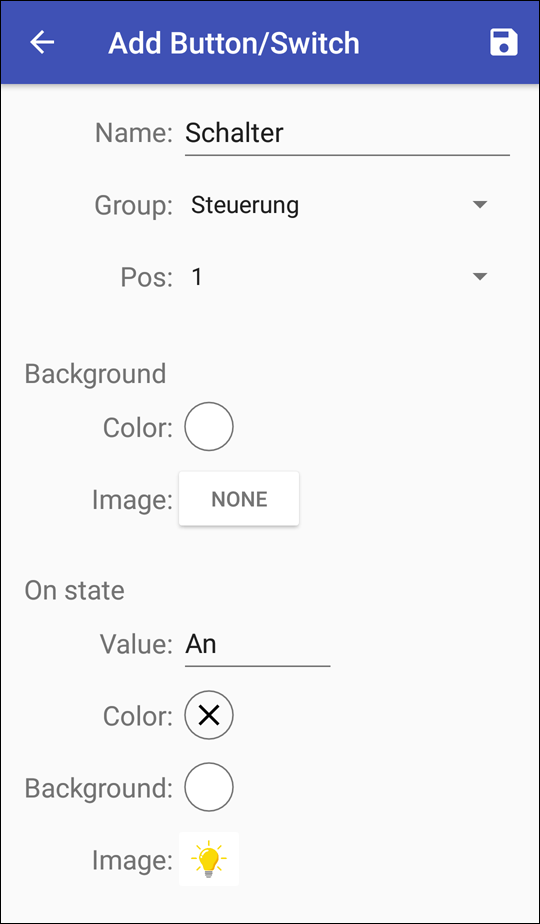 Add Button/Switch
Name: Schalter
Group: Steuerung
Pos: 1
Background
Color:
Image: NONE
On state
Value: An
Color:
Background:
Image: